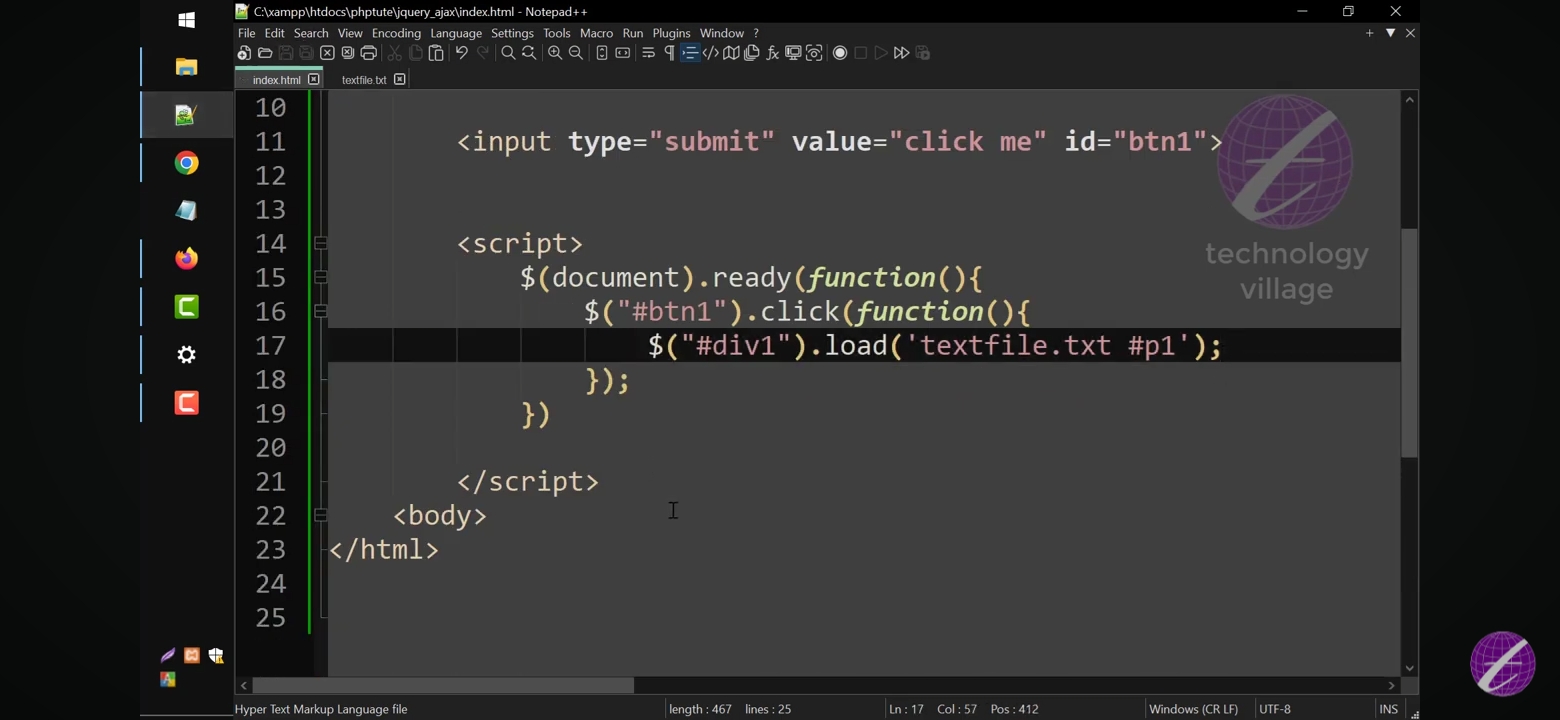 C:\xampp\htdocs\phptute\jquery_ajax\index.html - Notepad++
File Edit Search View Encoding Language Settings Tools Macro Run Plugins Window ?
index.html textfile.txt
10
11 <input type="submit" value="click me" id="btn1">
12
13
14 <script>
15 $(document).ready(function(){
16 $("#btn1").click(function(){
17 $("#div1").load('textfile.txt #p1');
18 });
19 })
20
21 </script>
22 <body>
23 </html>
24
25
technology
village
Hyper Text Markup Language file length : 467 lines : 25 Ln : 17 Col : 57 Pos : 412 Windows (CR LF) UTF-8 INS